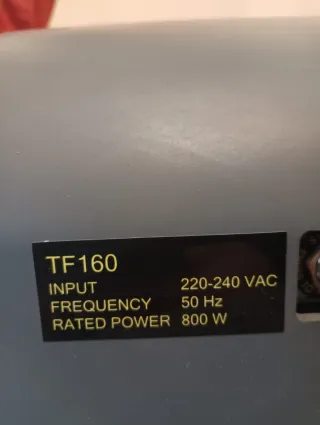 TF160
INPUT 220-240 VAC
FREQUENCY 50 Hz
RATED POWER 800 W